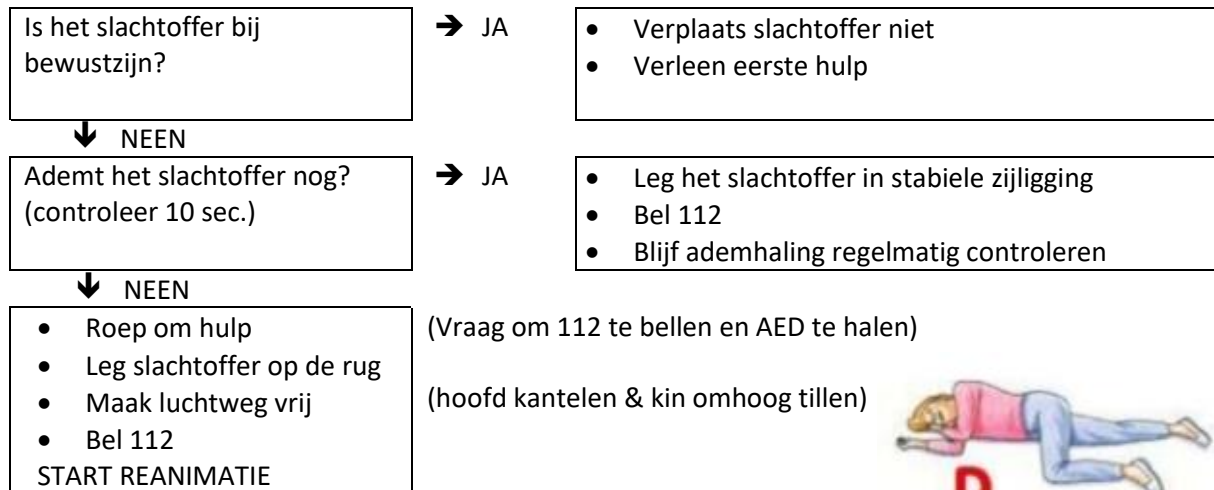 Is het slachtoffer bij ➔ JA • Verplaats slachtoffer niet
bewustzijn? • Verleen eerste hulp
🡻 NEEN
Ademt het slachtoffer nog? ➔ JA • Leg het slachtoffer in stabiele zijligging
(controleer 10 sec.) • Bel 112
• Blijf ademhaling regelmatig controleren
🡻 NEEN
• Roep om hulp (Vraag om 112 te bellen en AED te halen)
• Leg slachtoffer op de rug
• Maak luchtweg vrij (hoofd kantelen & kin omhoog tillen)
• Bel 112
START REANIMATIE